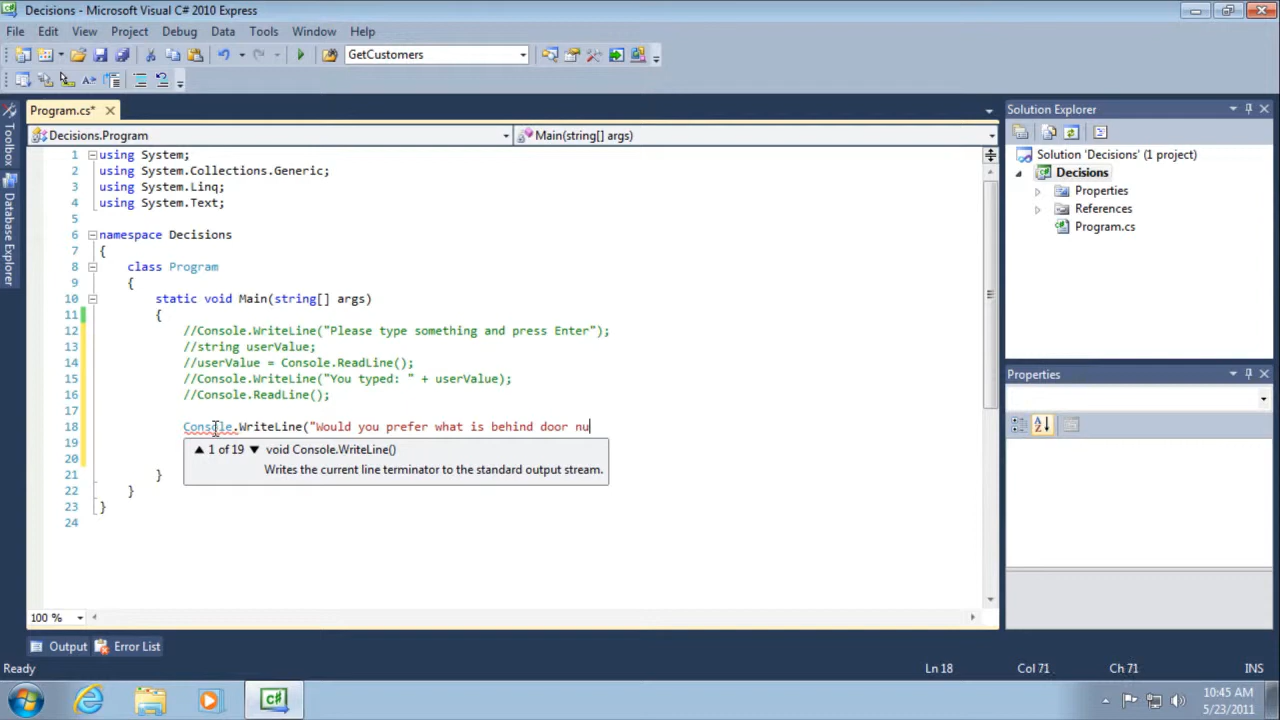 Decisions - Microsoft Visual C# 2010 Express
File Edit View Project Debug Data Tools Window Help
GetCustomers
Program.cs*
Decisions.Program
Main(string[] args)
Toolbox
Database Explorer
1 using System;
2 using System.Collections.Generic;
3 using System.Linq;
4 using System.Text;
5
6 namespace Decisions
7 {
8 class Program
9 {
10 static void Main(string[] args)
11 {
12 //Console.WriteLine("Please type something and press Enter");
13 //string userValue;
14 //userValue = Console.ReadLine();
15 //Console.WriteLine("You typed: " + userValue);
16 //Console.ReadLine();
17
18 Console.WriteLine("Would you prefer what is behind door nu
19
20
21 }
22 }
23 }
24
1 of 19 void Console.WriteLine()
Writes the current line terminator to the standard output stream.
100 %
Solution Explorer
Solution 'Decisions' (1 project)
Decisions
Properties
References
Program.cs
Properties
Output Error List
Ready Ln 18 Col 71 Ch 71 INS
C#
10:45 AM
5/23/2011